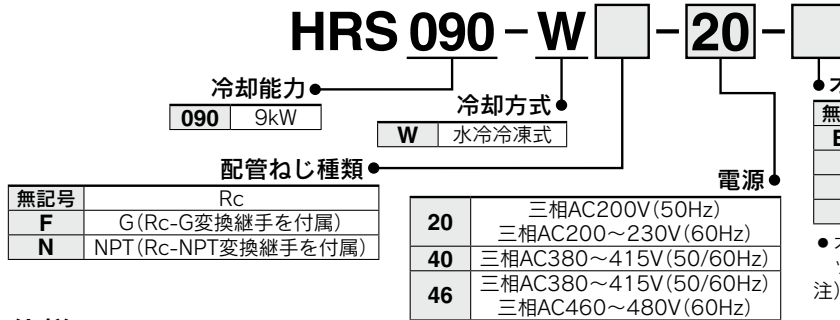 HRS 090 - W - 20 -
冷却能力
090 9kW
冷却方式
W 水冷冷凍式
配管ねじ種類
無記号 Rc
F G(Rc-G変換継手を付属)
N NPT(Rc-NPT変換継手を付属)
電源
20 三相AC200V(50Hz)
三相AC200～230V(60Hz)
40 三相AC380～415V(50/60Hz)
46 三相AC380～415V(50/60Hz)
三相AC460～480V(60Hz)
無
注)